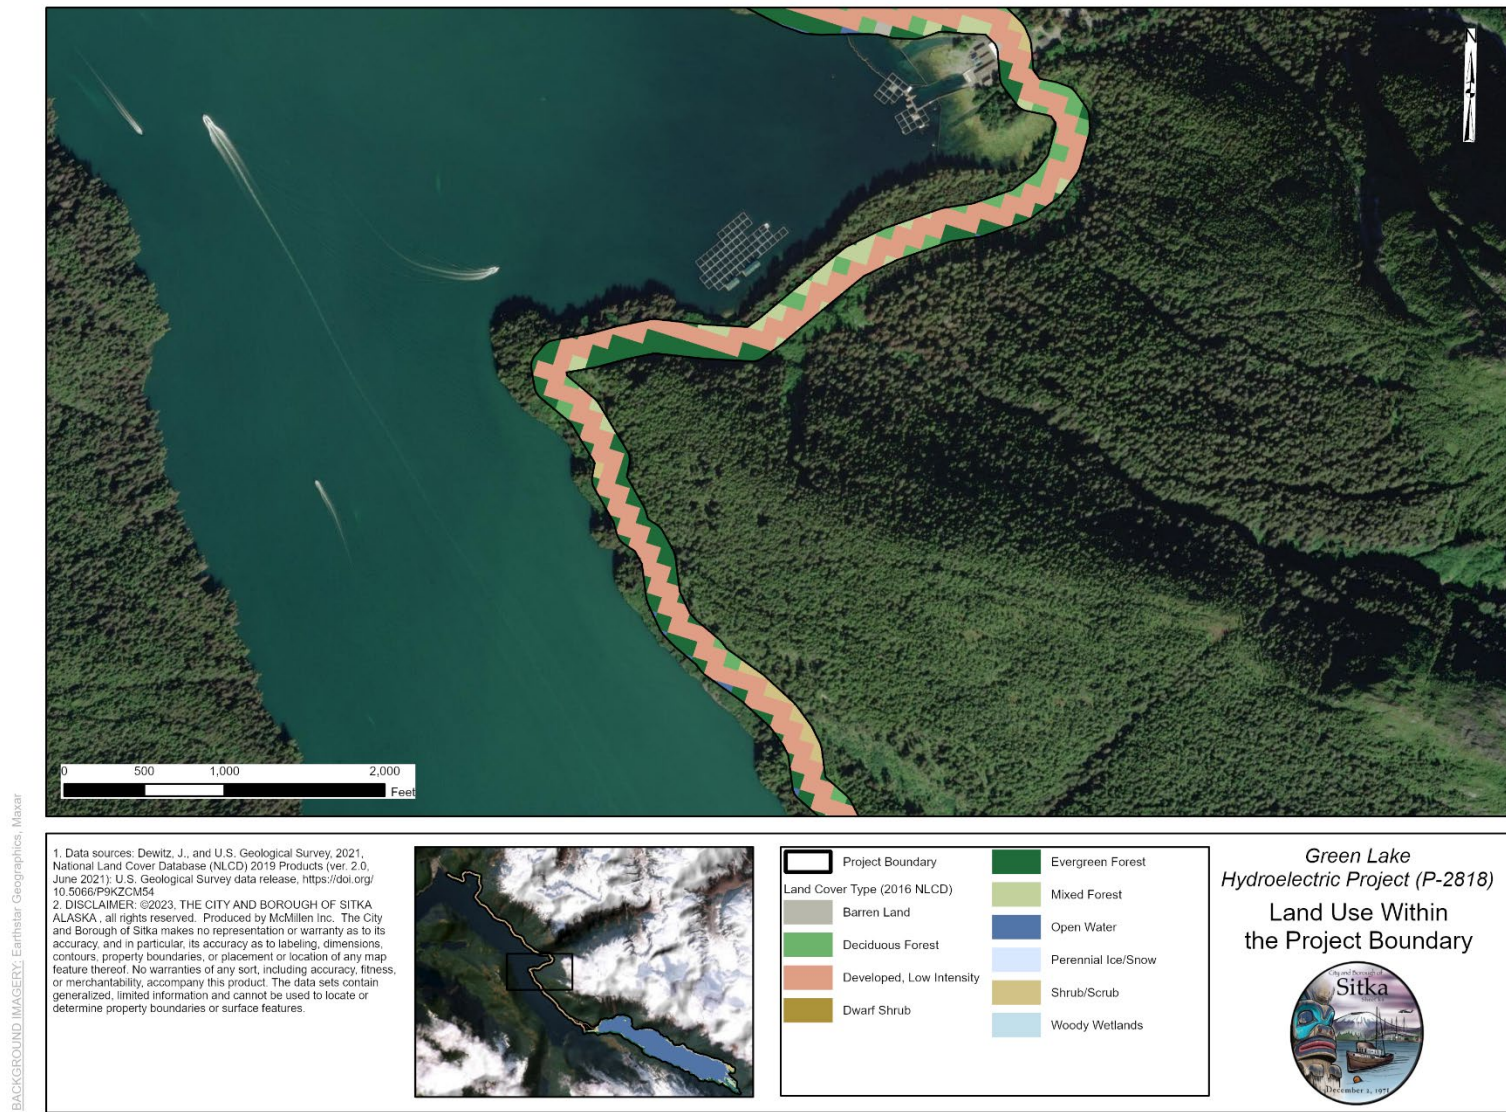 N
0 500 1,000 2,000
Feet
BACKGROUND IMAGERY: Earthstar Geographics, Maxar
1. Data sources: Dewitz, J., and U.S. Geological Survey, 2021,
National Land Cover Database (NLCD) 2019 Products (ver. 2.0,
June 2021): U.S. Geological Survey data release, https://doi.org/
10.5066/P9KZCM54
2. DISCLAIMER: ©2023, THE CITY AND BOROUGH OF SITKA
ALASKA , all rights reserved. Produced by McMillen Inc. The City
and Borough of Sitka makes no representation or warranty as to its
accuracy, and in particular, its accuracy as to labeling, dimensions,
contours, property boundaries, or placement or location of any map
feature thereof. No warranties of any sort, including accuracy, fitness,
or merchantability, accompany this product. The data sets contain
generalized, limited information and cannot be used to locate or
determine property boundaries or surface features.
Project Boundary
Land Cover Type (2016 NLCD)
Barren Land
Deciduous Forest
Developed, Low Intensity
Dwarf Shrub
Evergreen Forest
Mixed Forest
Open Water
Perennial Ice/Snow
Shrub/Scrub
Woody Wetlands
Green Lake
Hydroelectric Project (P-2818)
Land Use Within
the Project Boundary
City and Borough of
Sitka
December 2, 1971